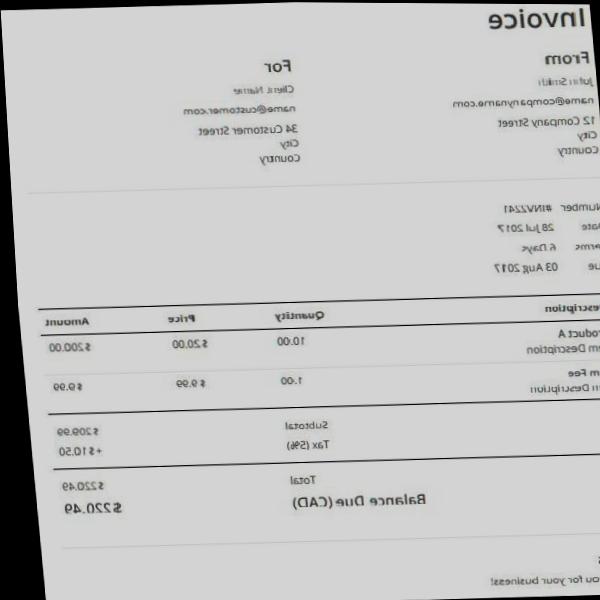 Invoice
From
John Smith
name@companyname.com
12 Company Street
City
Country
For
Client Name
name@customer.com
34 Customer Street
City
Country
Number #INV2241
ate 28 Jul 2017
erms 6 Days
ue 03 Aug 2017
escription Quantity Price Amount
roduct A 10.00 $20.00 $200.00
em Description
m Fee 1.00 $9.99 $9.99
m Description
Subtotal $209.99
Tax (5%) +$10.50
Total $220.49
Balance Due (CAD) $220.49
ou for your business!